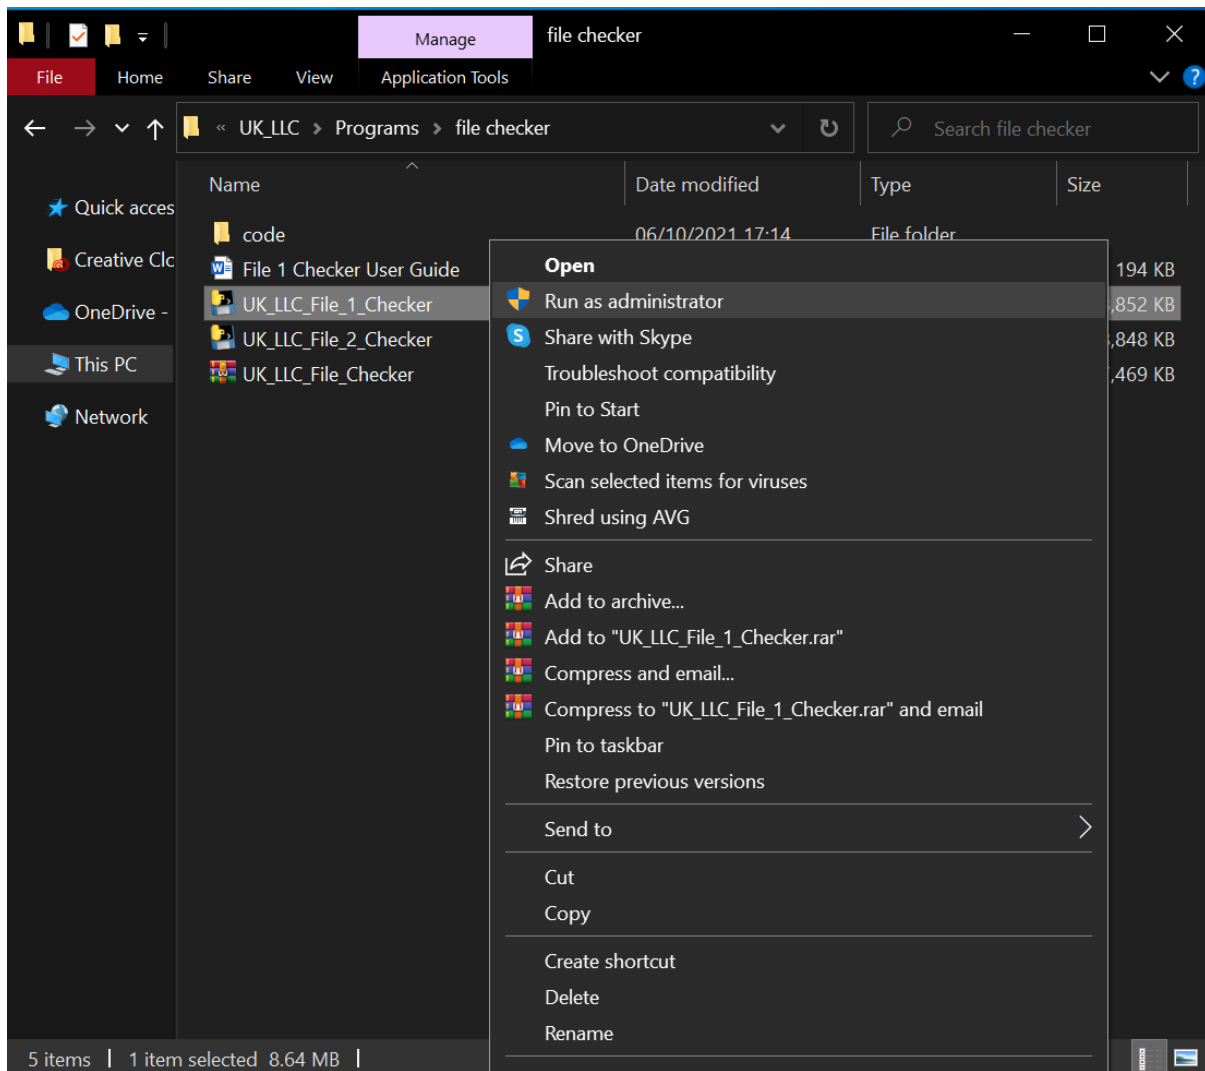 Manage
file checker
File
Home
Share
View
Application Tools
?
« UK_LLC > Programs > file checker
Search file checker
Name
Date modified
Type
Size
Quick acces
Creative Clo
OneDrive -
This PC
Network
code
06/10/2021 17:14
File folder
File 1 Checker User Guide
194 KB
UK_LLC_File_1_Checker
,852 KB
UK_LLC_File_2_Checker
,848 KB
UK_LLC_File_Checker
,469 KB
Open
Run as administrator
Share with Skype
Troubleshoot compatibility
Pin to Start
Move to OneDrive
Scan selected items for viruses
Shred using AVG
Share
Add to archive...
Add to "UK_LLC_File_1_Checker.rar"
Compress and email...
Compress to "UK_LLC_File_1_Checker.rar" and email
Pin to taskbar
Restore previous versions
Send to
Cut
Copy
Create shortcut
Delete
Rename
5 items
1 item selected 8.64 MB